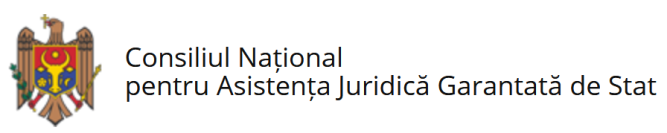 Consiliul Național
pentru Asistența Juridică Garantată de Stat